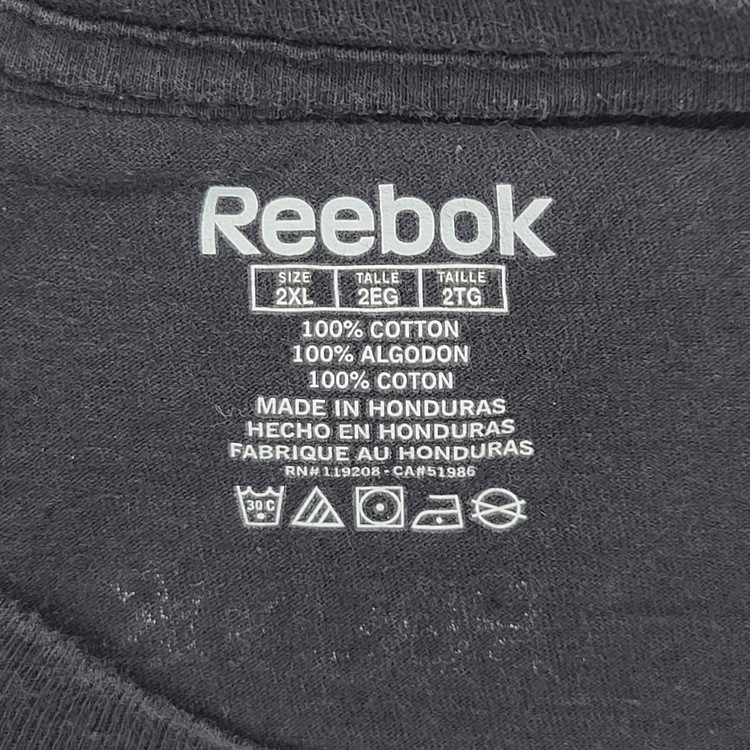 Reebok
SIZE TALLE TAILLE
2XL 2EG 2TG
100% COTTON
100% ALGODON
100% COTON
MADE IN HONDURAS
HECHO EN HONDURAS
FABRIQUE AU HONDURAS
RN# 119208 - CA#51986
30 C